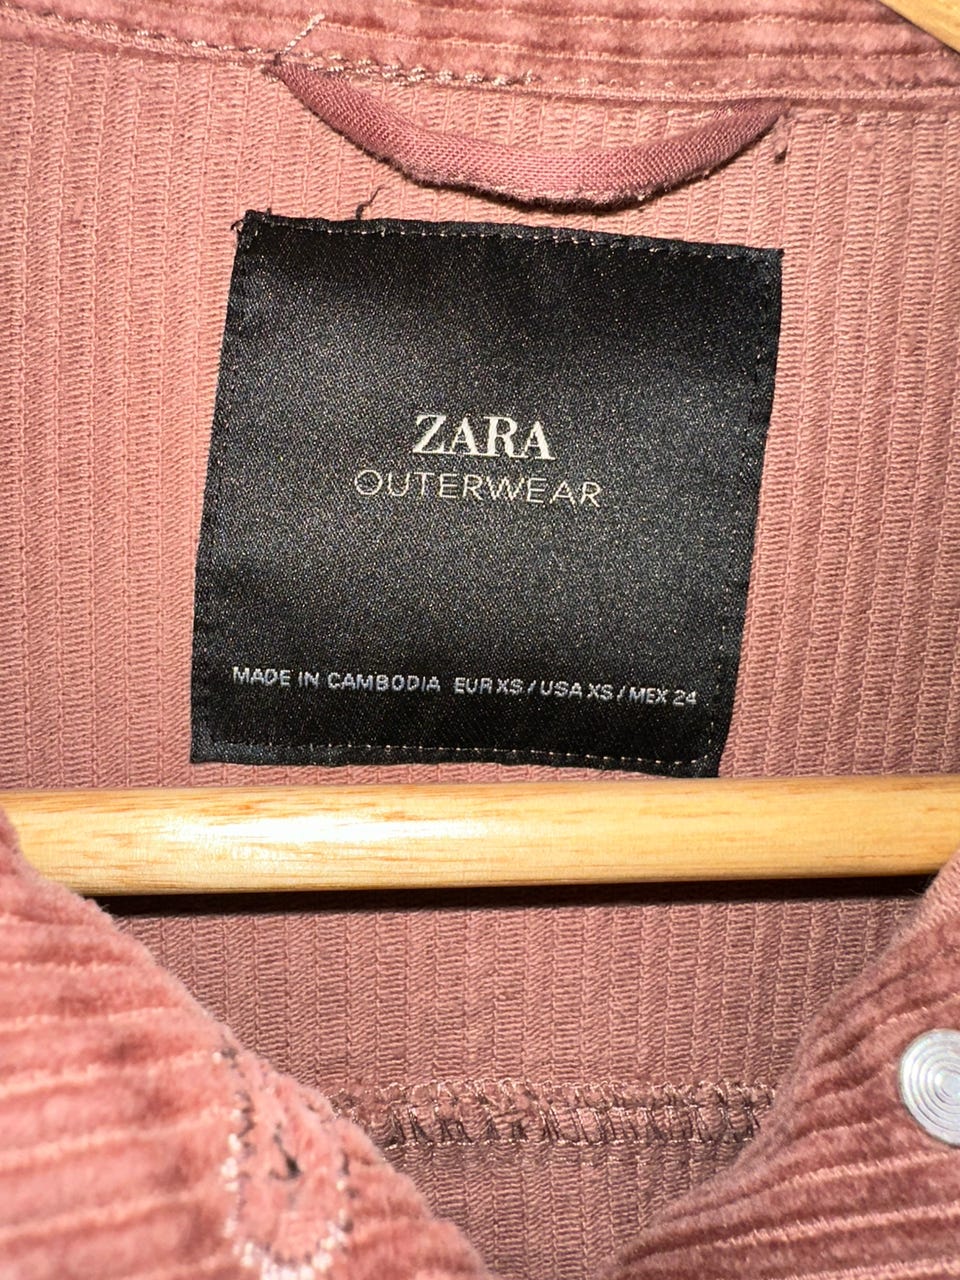 ZARA
OUTERWEAR
MADE IN CAMBODIA EUR XS / USA XS / MEX 24